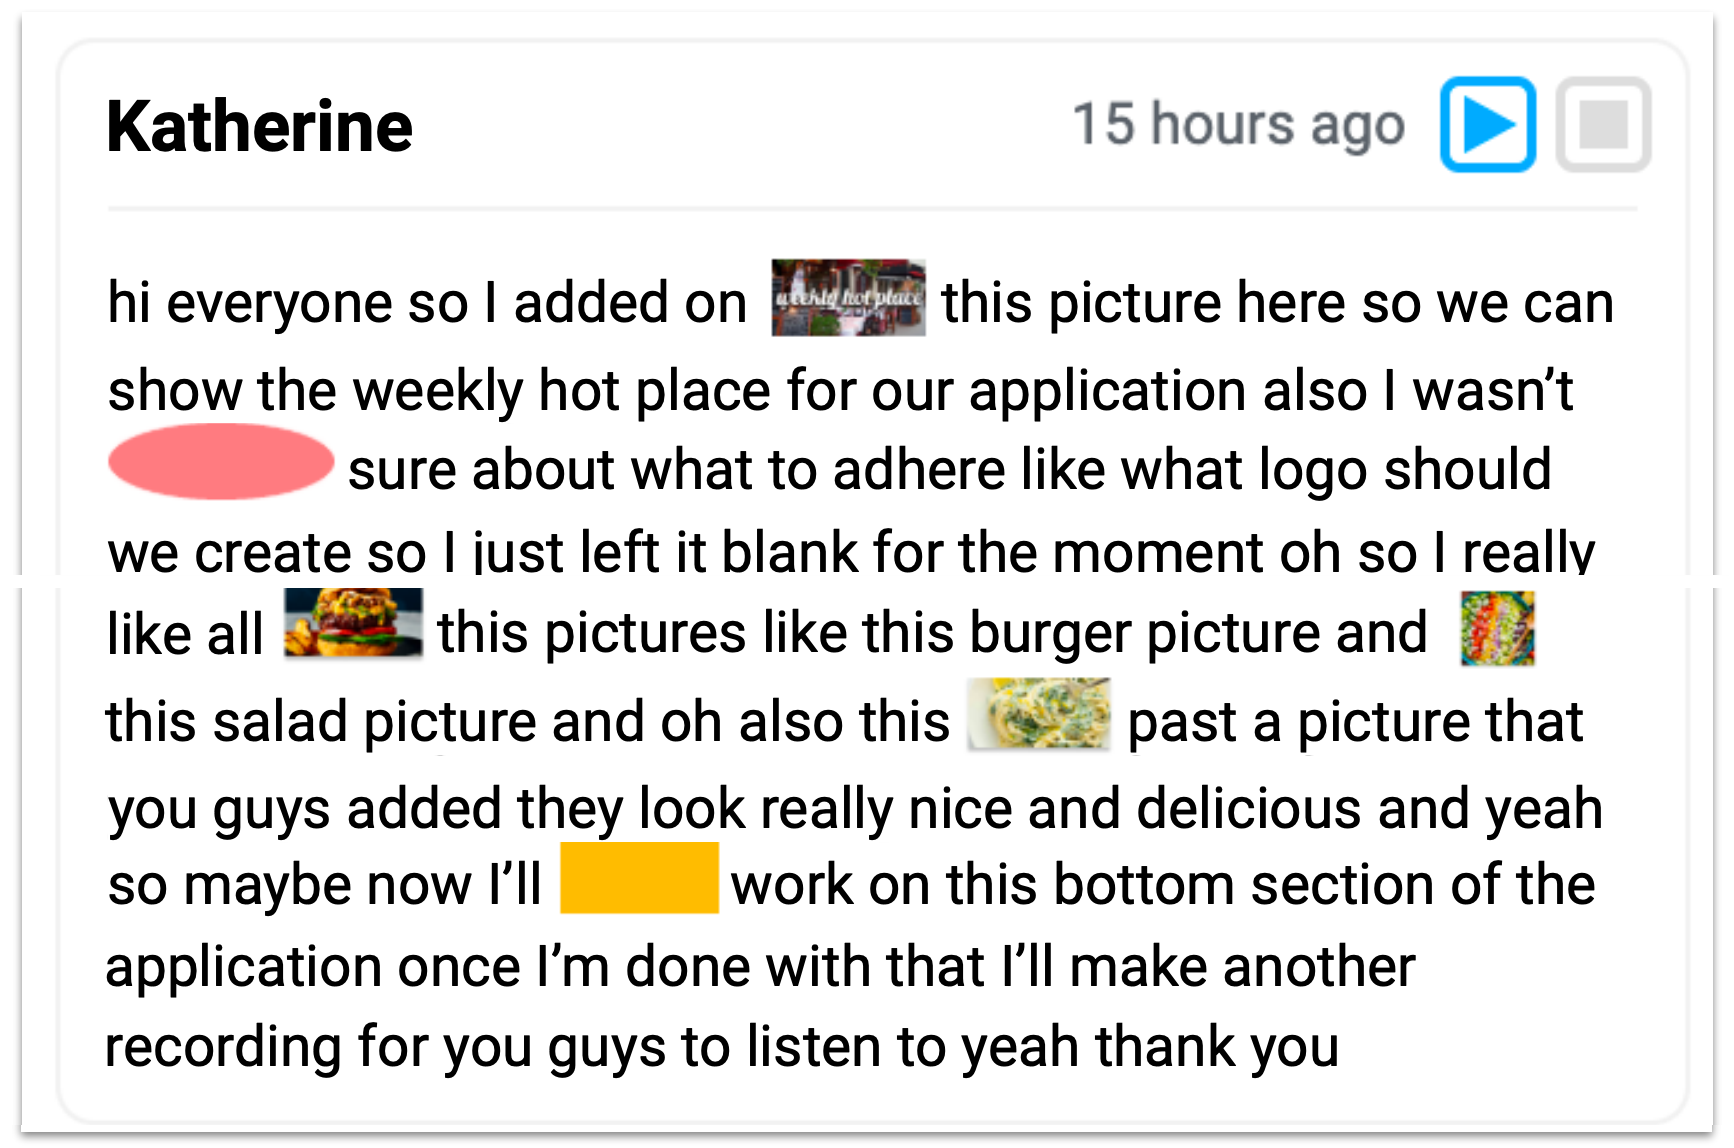 Katherine
15 hours ago
hi everyone so I added on weekly hot place this picture here so we can
show the weekly hot place for our application also I wasn’t
sure about what to adhere like what logo should
we create so I just left it blank for the moment oh so I really
like all this pictures like this burger picture and
this salad picture and oh also this past a picture that
you guys added they look really nice and delicious and yeah
so maybe now I’ll work on this bottom section of the
application once I’m done with that I’ll make another
recording for you guys to listen to yeah thank you